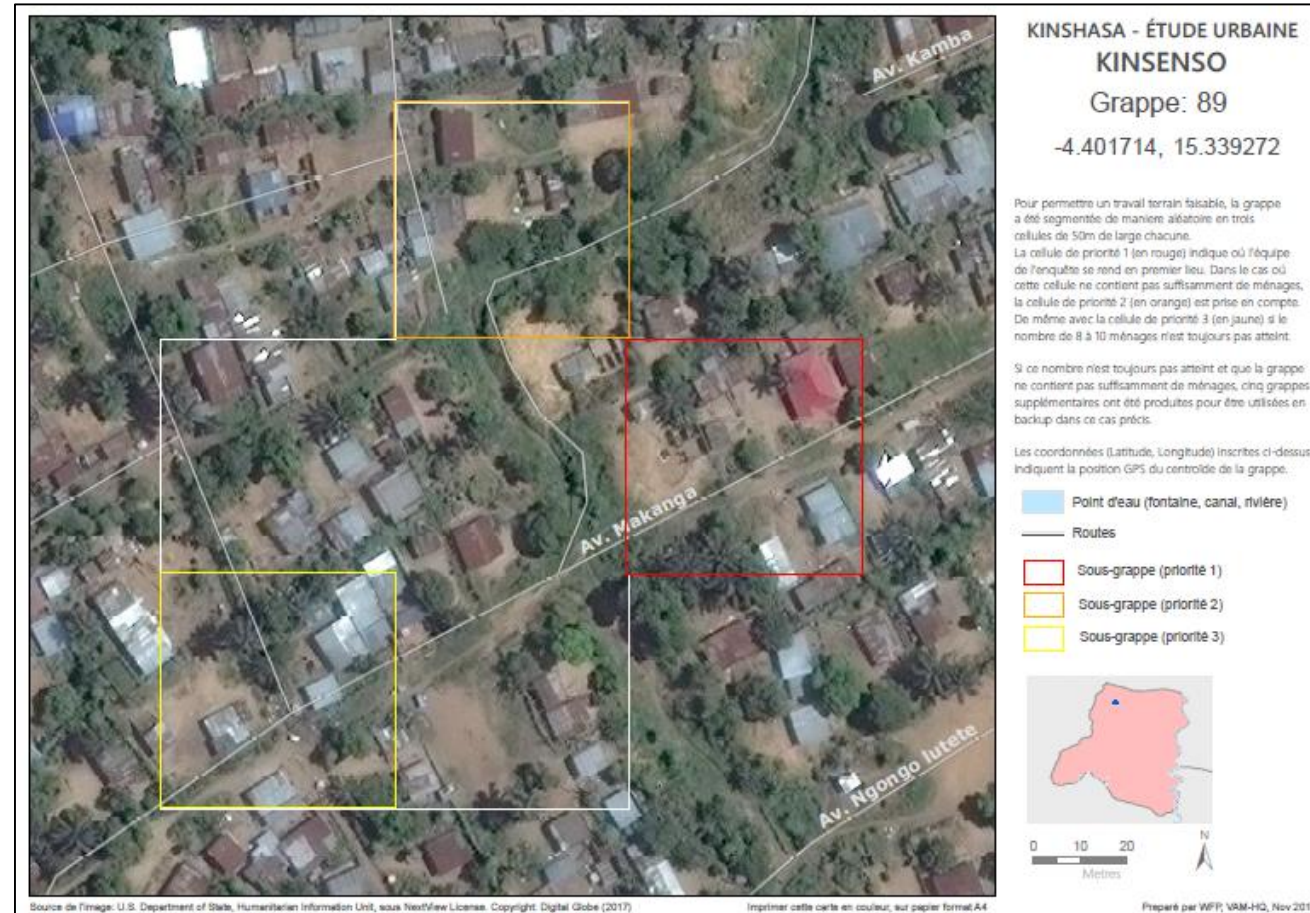 KINSHASA - ÉTUDE URBAINE
KINSENSO
Grappe: 89
-4.401714, 15.339272
Pour permettre un travail terrain faisable, la grappe
a été segmentée de maniere aléatoire en trois
cellules de 50m de large chacune.
La cellule de priorité 1 (en rouge) indique où l'équipe
de l'enquête se rend en premier lieu. Dans le cas où
cette cellule ne contient pas suffisamment de ménages,
la cellule de priorité 2 (en orange) est prise en compte.
De même avec la cellule de priorité 3 (en jaune) si le
nombre de 8 à 10 ménages n'est toujours pas atteint.
Si ce nombre n'est toujours pas atteint et que la grappe
ne contient pas suffisamment de ménages, cinq grappes
supplémentaires ont été produites pour être utilisées en
backup dans ce cas précis.
Les coordonnées (Latitude, Longitude) inscrites ci-dessus
indiquent la position GPS du centroïde de la grappe.
Point d'eau (fontaine, canal, rivière)
Routes
Sous-grappe (priorité 1)
Sous-grappe (priorité 2)
Sous-grappe (priorité 3)
0 10 20
Metres
N
Av. Kamba
Av. Makanga
Av. Ngongo lutete
Source de l'image: U.S. Department of State, Humanitarian Information Unit, sous NextView License. Copyright: Digital Globe (2017)
Imprimer cette carte en couleur, sur papier format A4
Preparé par WFP, VAM-HQ, Nov 201